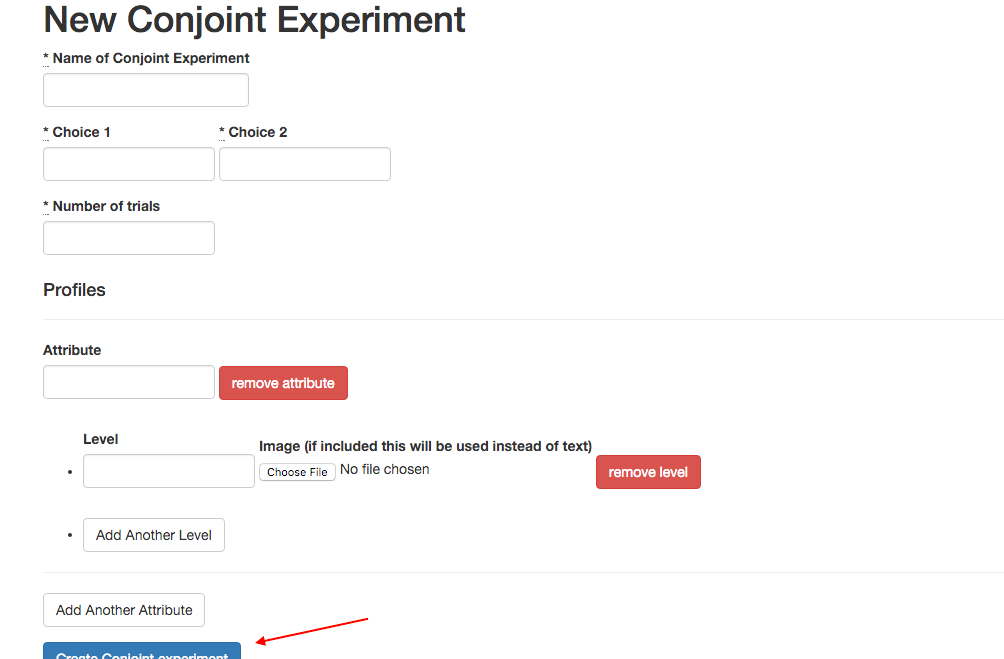 New Conjoint Experiment
* Name of Conjoint Experiment
* Choice 1 * Choice 2
* Number of trials
Profiles
Attribute
remove attribute
Level
Image (if included this will be used instead of text)
Choose File No file chosen
remove level
Add Another Level
Add Another Attribute
Create Conjoint experiment